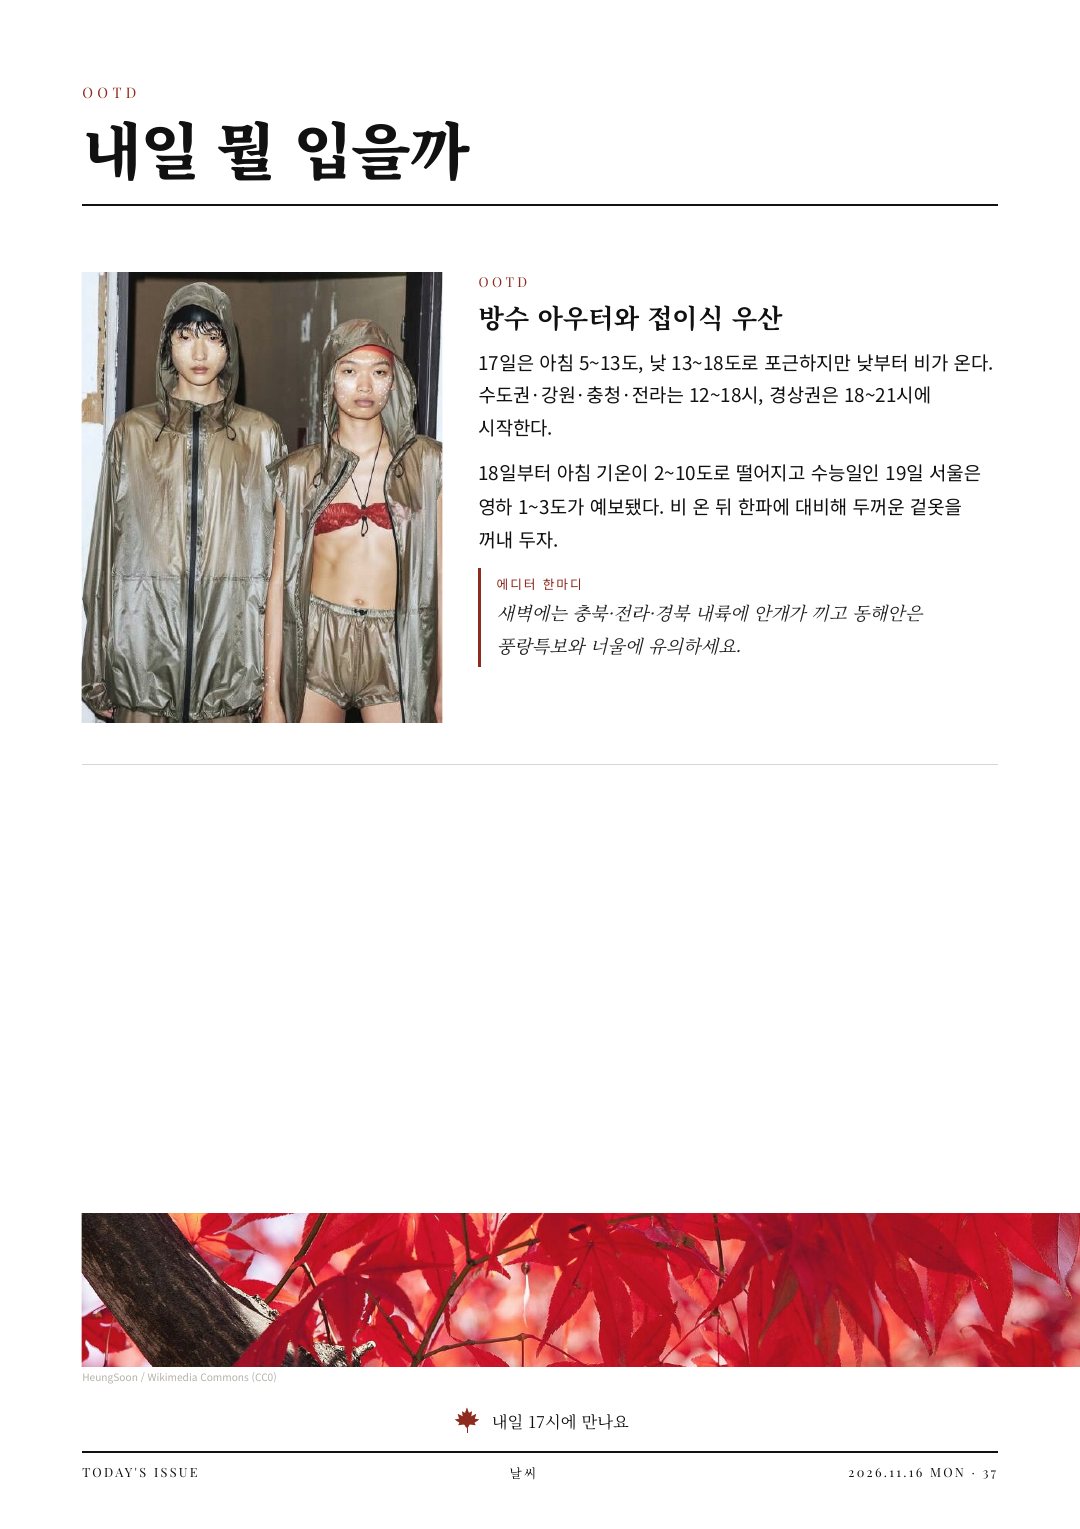 OOTD
내일 뭘 입을까
OOTD
방수 아우터와 접이식 우산
17일은 아침 5~13도, 낮 13~18도로 포근하지만 낮부터 비가 온다.
수도권·강원·충청·전라는 12~18시, 경상권은 18~21시에
시작한다.
18일부터 아침 기온이 2~10도로 떨어지고 수능일인 19일 서울은
영하 1~3도가 예보됐다. 비 온 뒤 한파에 대비해 두꺼운 겉옷을
꺼내 두자.
에디터 한마디
새벽에는 충북·전라·경북 내륙에 안개가 끼고 동해안은
풍랑특보와 너울에 유의하세요.
HeungSoon / Wikimedia Commons (CC0)
내일 17시에 만나요
TODAY'S ISSUE
날씨
2026.11.16 MON · 37